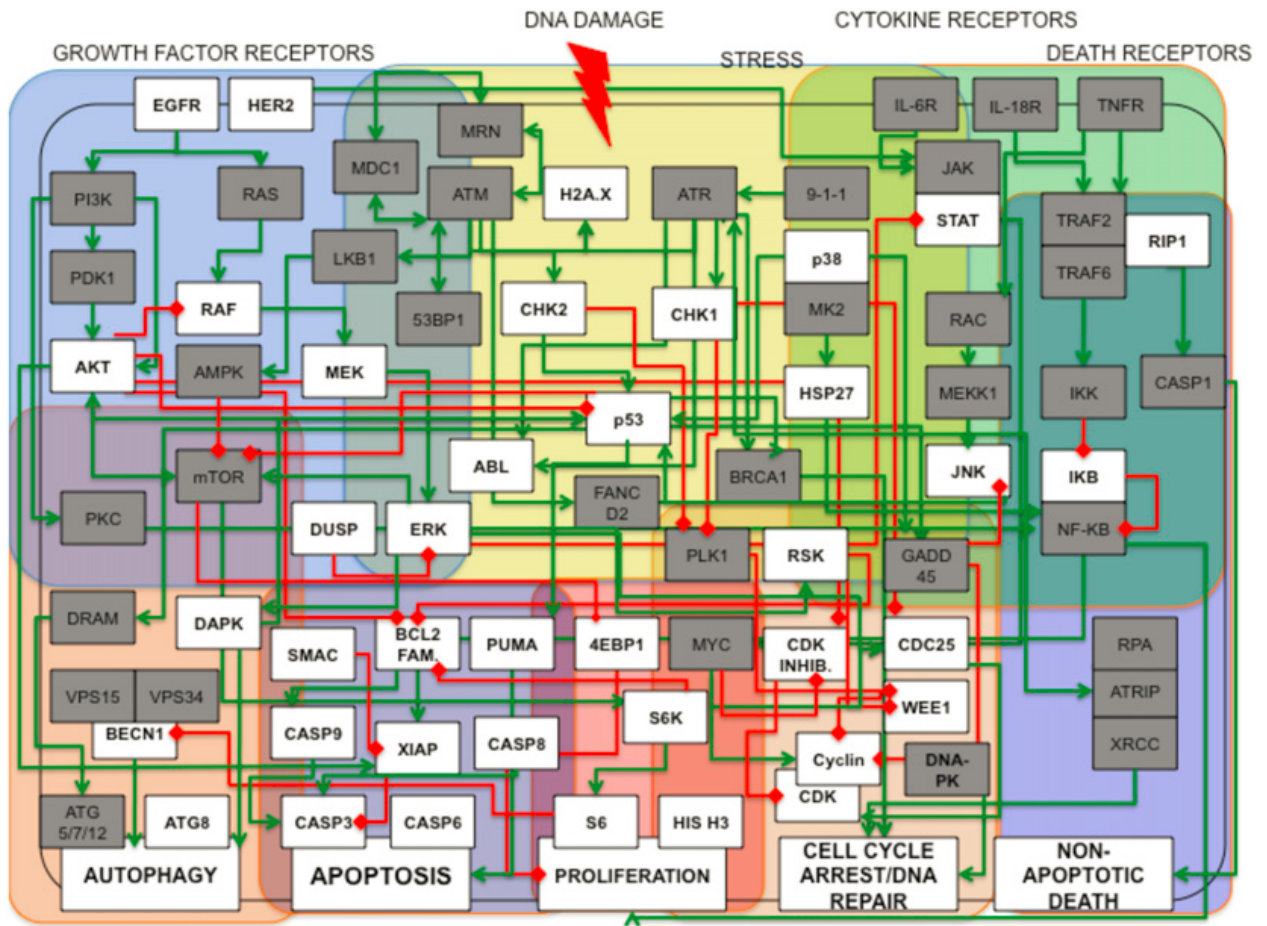 DNA DAMAGE
CYTOKINE RECEPTORS
GROWTH FACTOR RECEPTORS
STRESS
DEATH RECEPTORS
EGFR
HER2
IL-6R
IL-18R
TNFR
MRN
MDC1
JAK
PI3K
RAS
ATM
H2A.X
ATR
9-1-1
STAT
TRAF2
RIP1
LKB1
p38
TRAF6
PDK1
RAF
53BP1
CHK2
CHK1
MK2
RAC
AKT
AMPK
MEK
HSP27
MEKK1
IKK
CASP1
p53
mTOR
ABL
BRCA1
JNK
IKB
PKC
FANC
D2
DUSP
ERK
NF-KB
PLK1
RSK
GADD
45
DRAM
DAPK
BCL2
FAM.
PUMA
4EBP1
MYC
CDK
INHIB.
CDC25
RPA
SMAC
VPS15
VPS34
ATRIP
BECN1
CASP9
XIAP
CASP8
S6K
WEE1
XRCC
Cyclin
DNA-
PK
CDK
ATG
5/7/12
ATG8
CASP3
CASP6
S6
HIS H3
AUTOPHAGY
APOPTOSIS
PROLIFERATION
CELL CYCLE
ARREST/DNA
REPAIR
NON-
APOPTOTIC
DEATH